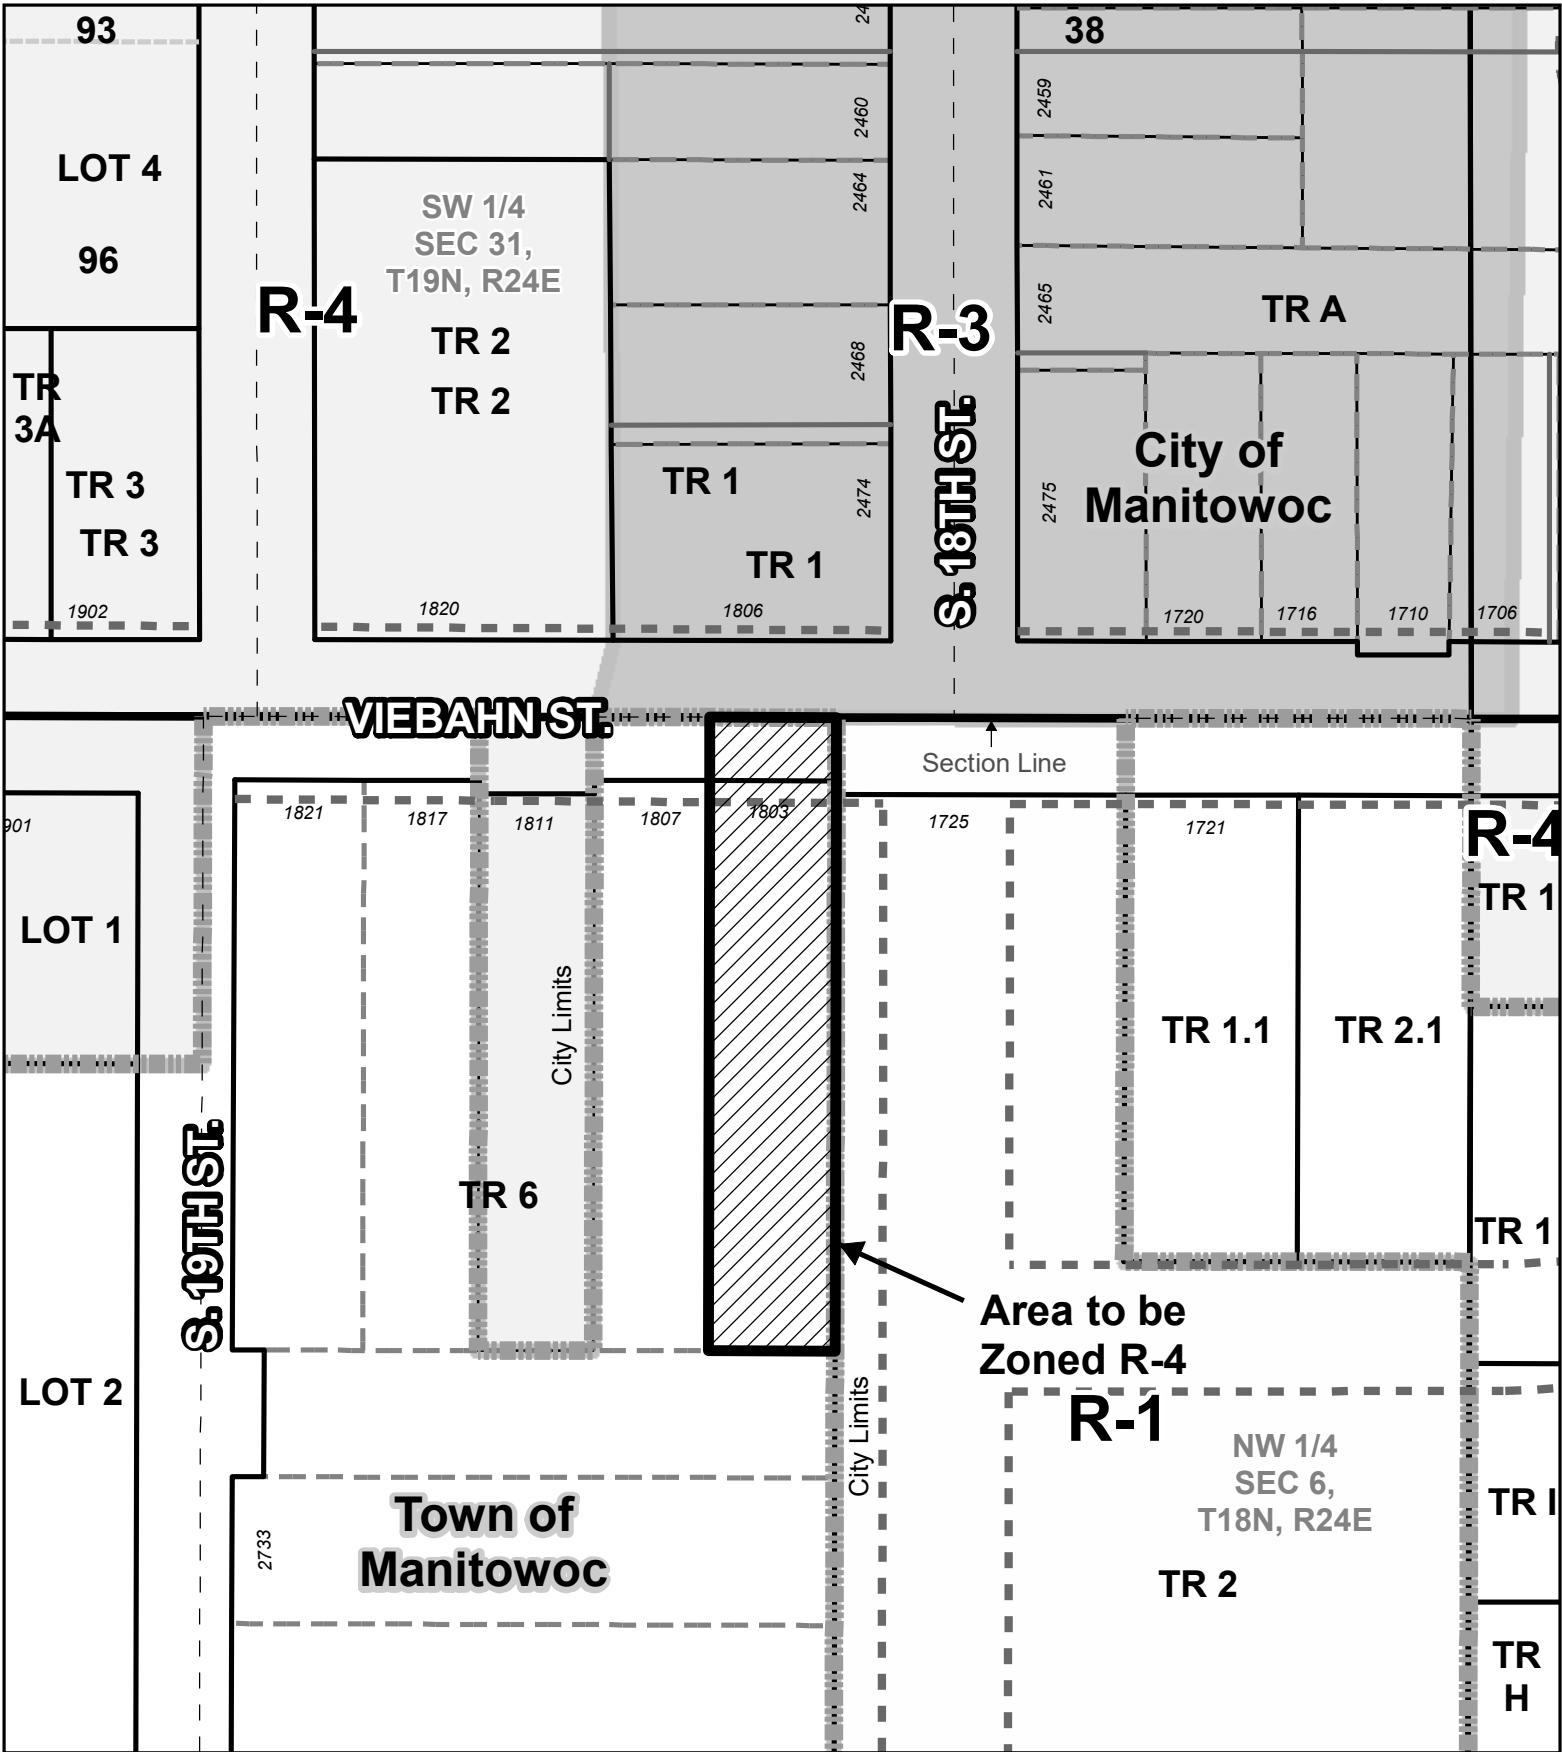 93
38
24
LOT 4
96
2460
2459
2464
2461
SW 1/4
SEC 31,
T19N, R24E
R-4
TR 2
TR 2
R-3
2465
TR A
2468
TR
3A
TR 3
TR 3
TR 1
2474
TR 1
S. 18TH ST.
2475
City of
Manitowoc
1902
1820
1806
1720
1716
1710
1706
VIEBAHN ST.
Section Line
901
1821
1817
1811
1807
1803
1725
1721
R-4
TR 1
LOT 1
City Limits
TR 1.1
TR 2.1
S. 19TH ST.
TR 6
TR 1
Area to be
Zoned R-4
LOT 2
City Limits
R-1
NW 1/4
SEC 6,
T18N, R24E
TR I
Town of
Manitowoc
2733
TR 2
TR
H